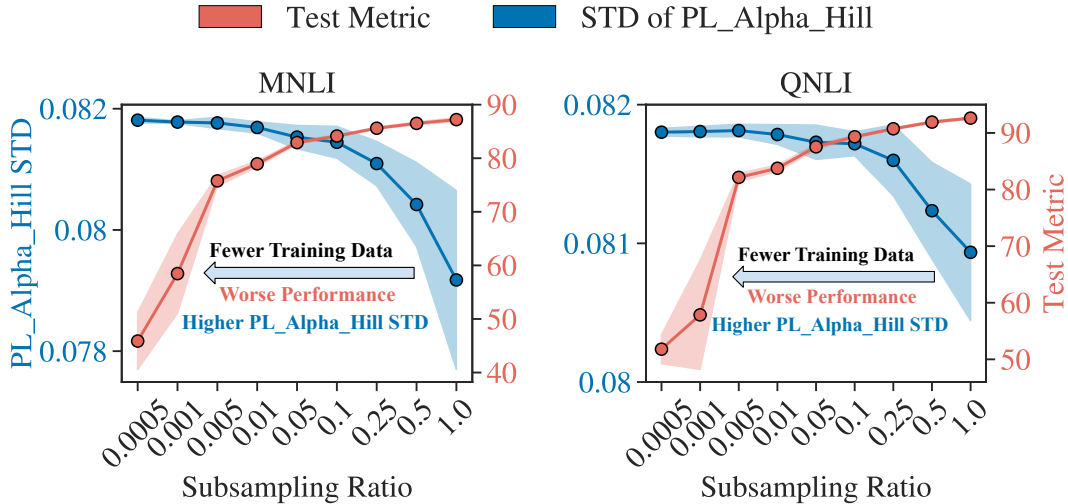 Test Metric STD of PL_Alpha_Hill
MNLI
PL_Alpha_Hill STD
0.082
0.08
0.078
90
80
70
60
50
40
Fewer Training Data
Worse Performance
Higher PL_Alpha_Hill STD
0.0005 0.001 0.005 0.01 0.05 0.1 0.25 0.5 1.0
Subsampling Ratio
QNLI
0.082
0.081
0.08
90
80
70
60
50
Test Metric
Fewer Training Data
Worse Performance
Higher PL_Alpha_Hill STD
0.0005 0.001 0.005 0.01 0.05 0.1 0.25 0.5 1.0
Subsampling Ratio